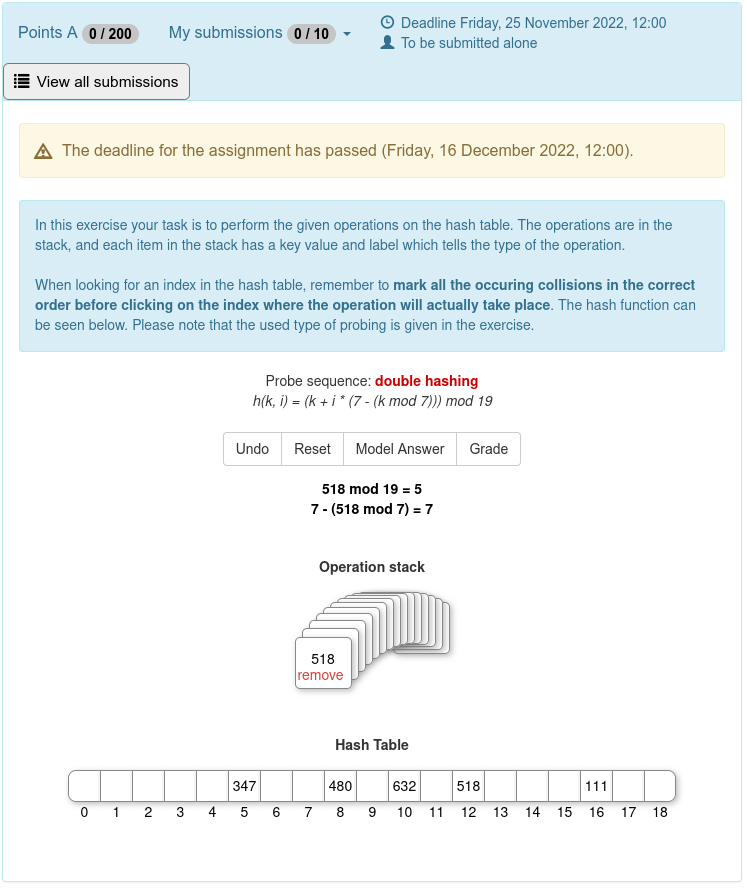 Points A 0 / 200 My submissions 0 / 10 Deadline Friday, 25 November 2022, 12:00
To be submitted alone
View all submissions
The deadline for the assignment has passed (Friday, 16 December 2022, 12:00).
In this exercise your task is to perform the given operations on the hash table. The operations are in the
stack, and each item in the stack has a key value and label which tells the type of the operation.
When looking for an index in the hash table, remember to mark all the occuring collisions in the correct
order before clicking on the index where the operation will actually take place. The hash function can
be seen below. Please note that the used type of probing is given in the exercise.
Probe sequence: double hashing
h(k, i) = (k + i * (7 - (k mod 7))) mod 19
Undo Reset Model Answer Grade
518 mod 19 = 5
7 - (518 mod 7) = 7
Operation stack
518
remove
Hash Table
347 480 632 518 111
0 1 2 3 4 5 6 7 8 9 10 11 12 13 14 15 16 17 18